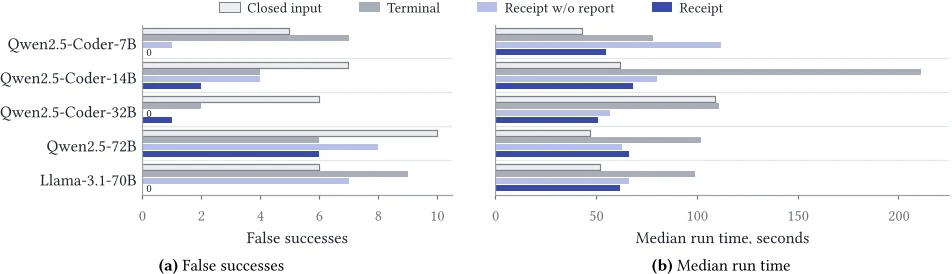 Closed input Terminal Receipt w/o report Receipt
Qwen2.5-Coder-7B
0
Qwen2.5-Coder-14B
Qwen2.5-Coder-32B
0
Qwen2.5-72B
Llama-3.1-70B
0
0 2 4 6 8 10
False successes
(a) False successes
0 50 100 150 200
Median run time, seconds
(b) Median run time